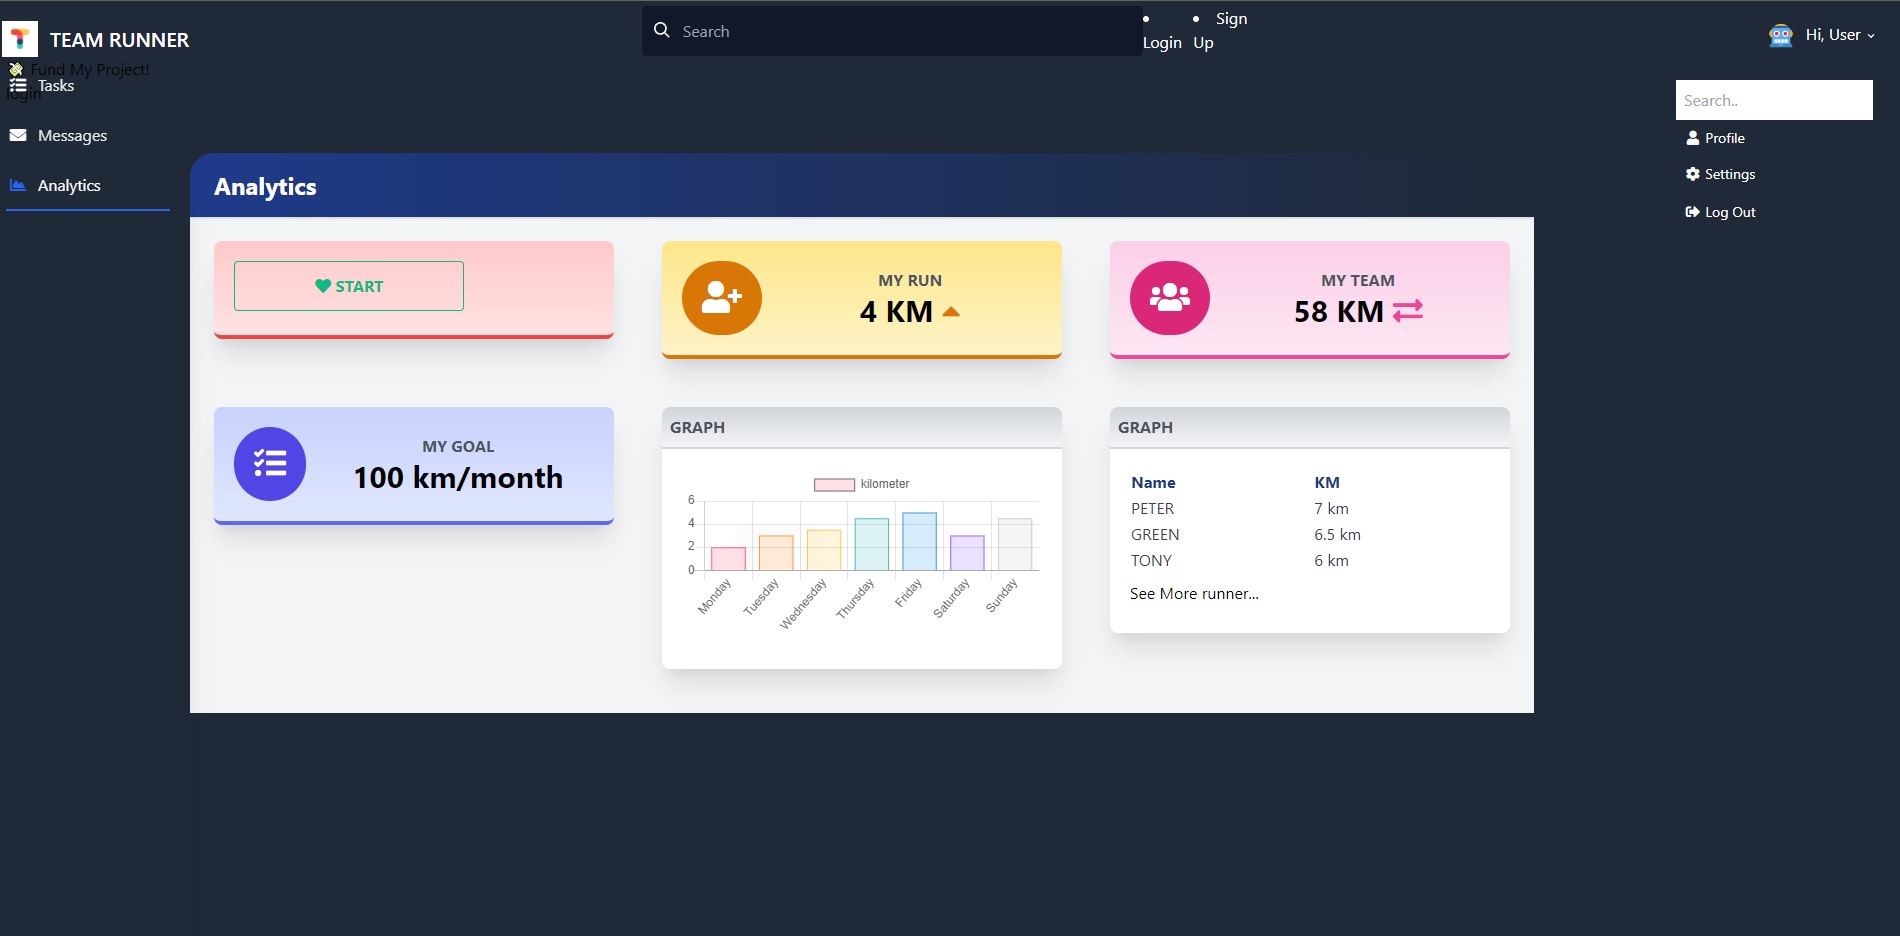 TEAM RUNNER
Search
Login
Sign
Up
Hi, User
Fund My Project!
login
Tasks
Messages
Analytics
Search..
Profile
Settings
Log Out
Analytics
START
MY RUN
4 KM
MY TEAM
58 KM
MY GOAL
100 km/month
GRAPH
kilometer
6
4
2
0
Monday
Tuesday
Wednesday
Thursday
Friday
Saturday
Sunday
GRAPH
Name KM
PETER 7 km
GREEN 6.5 km
TONY 6 km
See More runner...